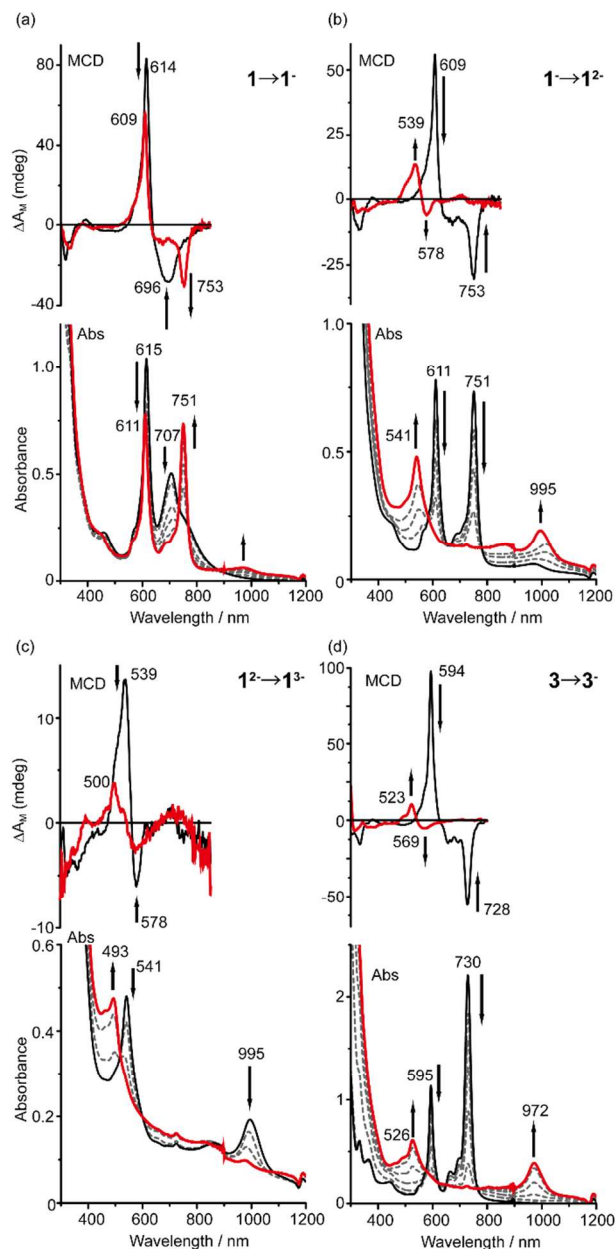 (a)
MCD
614
1→1-
609
80
40
0
-40
ΔAM (mdeg)
696
753
Abs
615
611
707
751
1.0
0.5
0
Absorbance
400 600 800 1000 1200
Wavelength / nm
(b)
MCD
609
1-→12-
539
50
25
0
-25
ΔAM (mdeg)
578
753
Abs
611
751
541
995
1.0
0.5
0
400 600 800 1000 1200
Wavelength / nm
(c)
MCD
539
12-→13-
500
10
0
-10
ΔAM (mdeg)
578
Abs
493
541
995
0.6
0.4
0.2
0
Absorbance
400 600 800 1000 1200
Wavelength / nm
(d)
MCD
594
3→3-
523
100
50
0
-50
569
728
Abs
730
595
526
972
2
1
0
400 600 800 1000 1200
Wavelength / nm